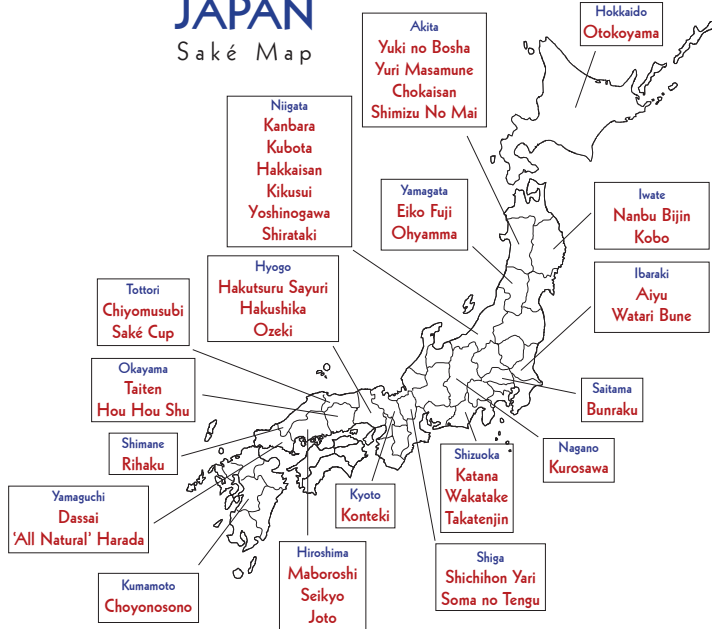 JAPAN
Saké Map
Hokkaido
Otokoyama
Akita
Yuki no Bosha
Yuri Masamune
Chokaisan
Shimizu No Mai
Niigata
Kanbara
Kubota
Hakkaisan
Kikusui
Yoshinogawa
Shirataki
Yamagata
Eiko Fuji
Ohyamma
Iwate
Nanbu Bijin
Kobo
Hyogo
Hakutsuru Sayuri
Hakushika
Ozeki
Ibaraki
Aiyu
Watari Bune
Tottori
Chiyomusubi
Saké Cup
Okayama
Taiten
Hou Hou Shu
Saitama
Bunraku
Shimane
Rihaku
Nagano
Kurosawa
Shizuoka
Katana
Wakatake
Takatenjin
Yamaguchi
Dassai
'All Natural' Harada
Kyoto
Konteki
Hiroshima
Maboroshi
Seikyo
Joto
Shiga
Shichihon Yari
Soma no Tengu
Kumamoto
Choyonosono